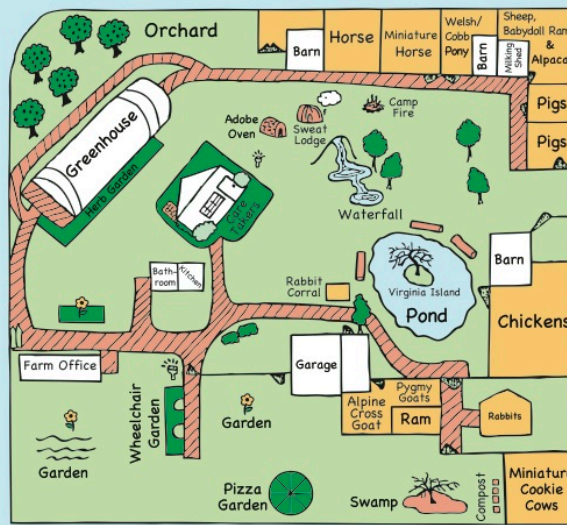 Orchard
Barn
Horse
Miniature
Horse
Welsh/
Cobb
Pony
Barn
Milking
Shed
Sheep,
Babydoll Ram
&
Alpaca
Pigs
Pigs
Greenhouse
Herb Garden
Adobe
Oven
Sweat
Lodge
Camp
Fire
Care
Takers
Waterfall
Barn
Chickens
Bath-
room
Kitchen
Rabbit
Corral
Virginia Island
Pond
Farm Office
Garage
Wheelchair
Garden
Garden
Garden
Alpine
Cross
Goat
Pygmy
Goats
Ram
Rabbits
Pizza
Garden
Swamp
Compost
Miniature
Cookie
Cows